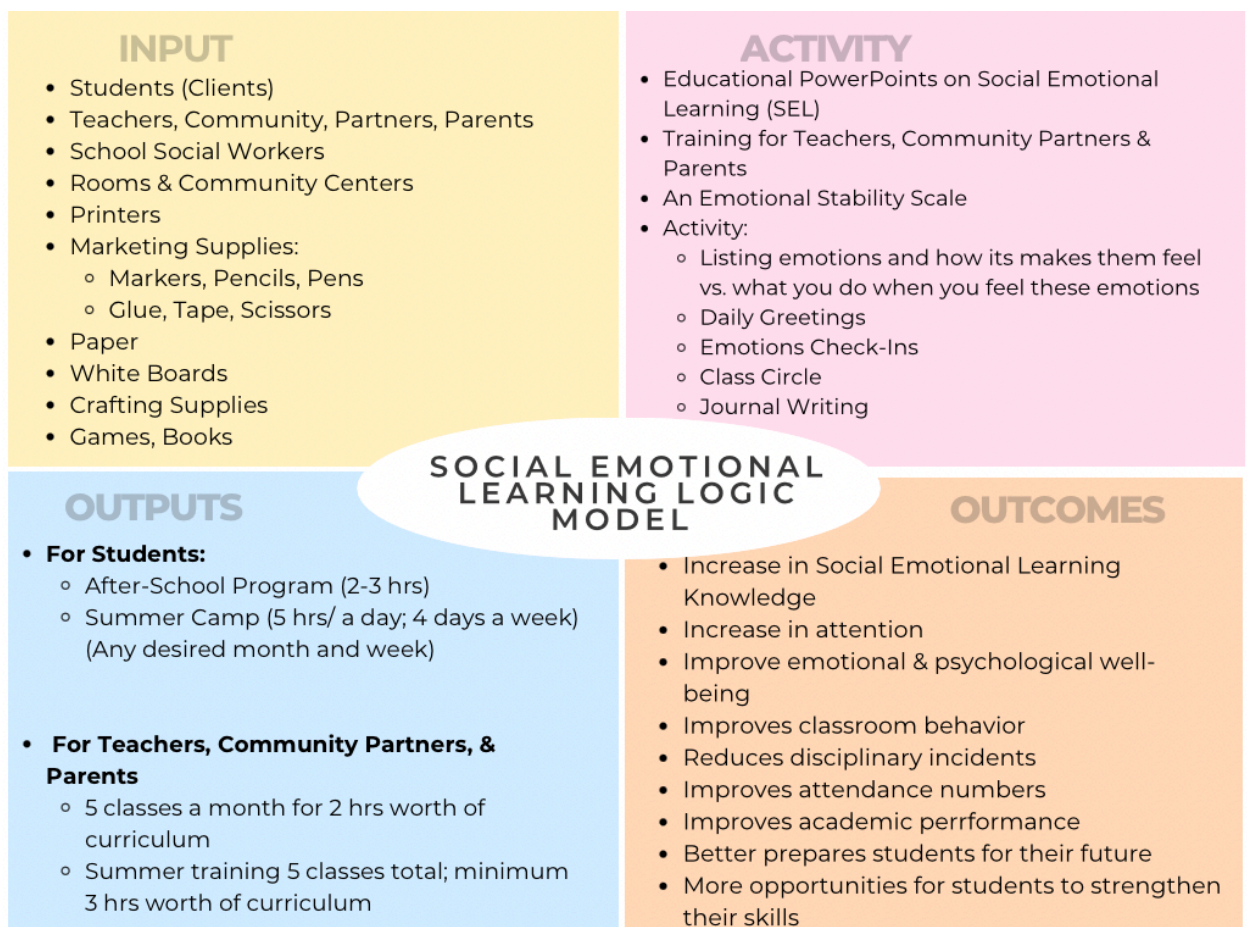 INPUT
• Students (Clients)
• Teachers, Community, Partners, Parents
• School Social Workers
• Rooms & Community Centers
• Printers
• Marketing Supplies:
◦ Markers, Pencils, Pens
◦ Glue, Tape, Scissors
• Paper
• White Boards
• Crafting Supplies
• Games, Books
ACTIVITY
• Educational PowerPoints on Social Emotional
Learning (SEL)
• Training for Teachers, Community Partners &
Parents
• An Emotional Stability Scale
• Activity:
◦ Listing emotions and how its makes them feel
vs. what you do when you feel these emotions
◦ Daily Greetings
◦ Emotions Check-Ins
◦ Class Circle
◦ Journal Writing
SOCIAL EMOTIONAL
LEARNING LOGIC
MODEL
OUTPUTS
• For Students:
◦ After-School Program (2-3 hrs)
◦ Summer Camp (5 hrs/ a day; 4 days a week)
(Any desired month and week)
• For Teachers, Community Partners, &
Parents
◦ 5 classes a month for 2 hrs worth of
curriculum
◦ Summer training 5 classes total; minimum
3 hrs worth of curriculum
OUTCOMES
• Increase in Social Emotional Learning
Knowledge
• Increase in attention
• Improve emotional & psychological well-
being
• Improves classroom behavior
• Reduces disciplinary incidents
• Improves attendance numbers
• Improves academic perrformance
• Better prepares students for their future
• More opportunities for students to strengthen
their skills